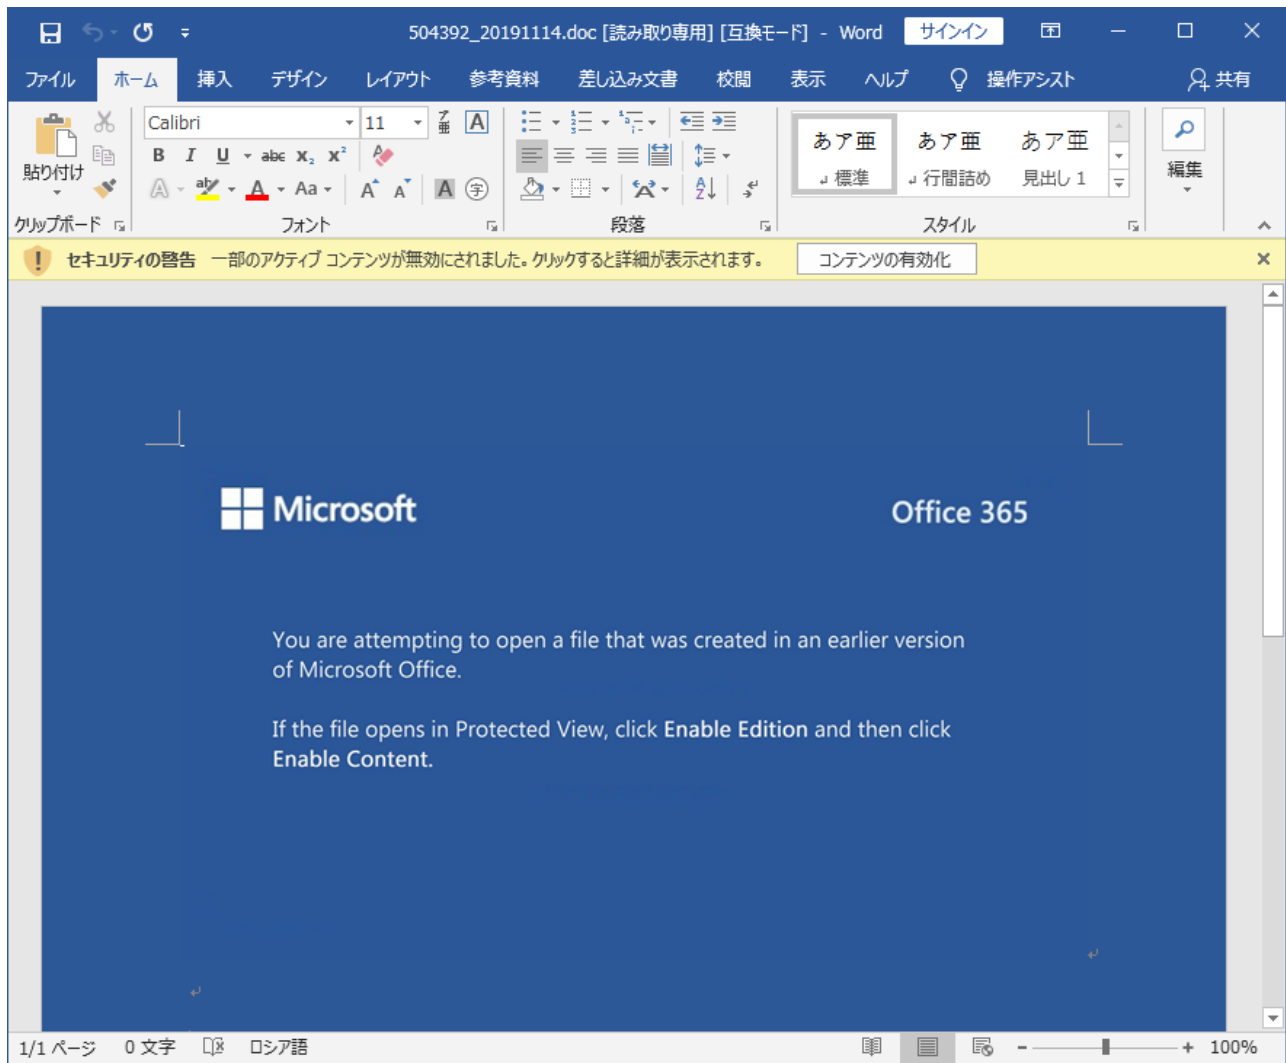 504392_20191114.doc [読み取り専用] [互換モード] - Word サインイン
ファイル ホーム 挿入 デザイン レイアウト 参考資料 差し込み文書 校閲 表示 ヘルプ 操作アシスト 共有
貼り付け
クリップボード
Calibri 11
B I U abc X₂ X²
A aby A Aa A A A 字
フォント
段落
あア亜 あア亜 あア亜
↲ 標準 ↲ 行間詰め 見出し 1
スタイル
編集
セキュリティの警告 一部のアクティブ コンテンツが無効にされました。クリックすると詳細が表示されます。 コンテンツの有効化
Microsoft Office 365
You are attempting to open a file that was created in an earlier version
of Microsoft Office.
If the file opens in Protected View, click Enable Edition and then click
Enable Content.
1/1 ページ 0 文字 ロシア語 100%